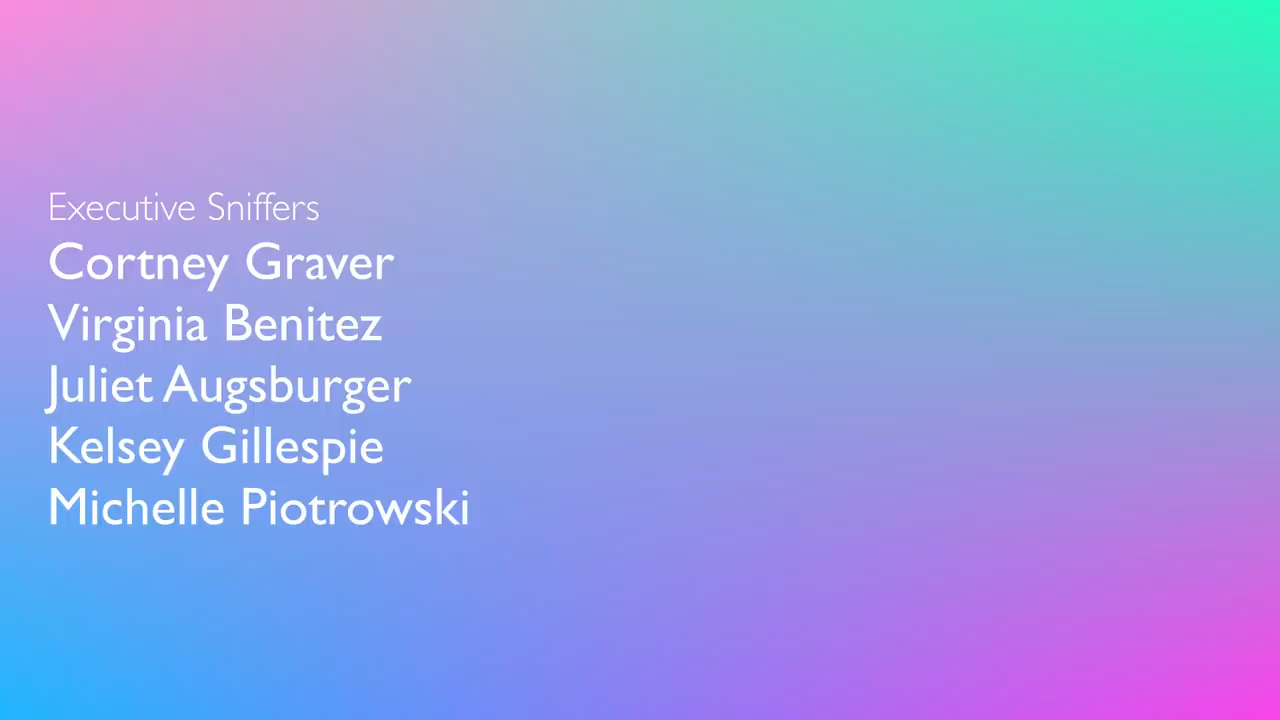 Executive Sniffers
Cortney Graver
Virginia Benitez
Juliet Augsburger
Kelsey Gillespie
Michelle Piotrowski